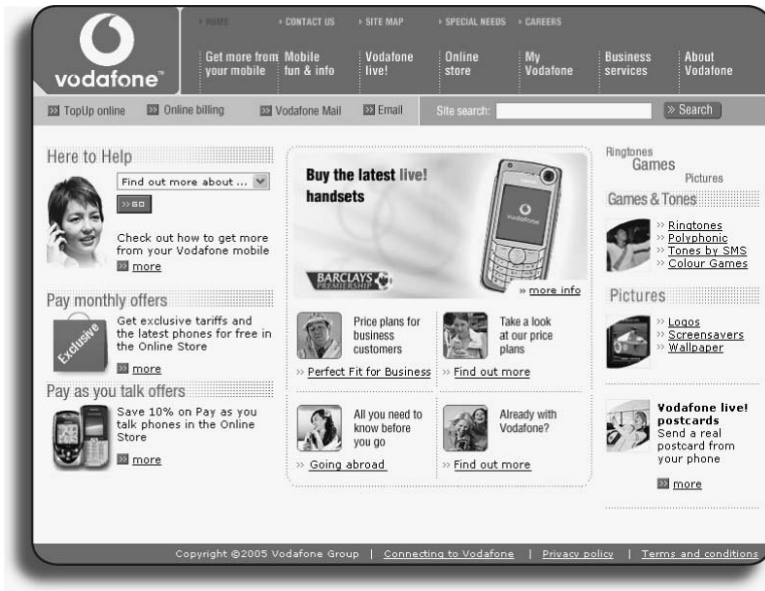 HOME
CONTACT US
SITE MAP
SPECIAL NEEDS
CAREERS
vodafone™
Get more from
your mobile
Mobile
fun & info
Vodafone
live!
Online
store
My
Vodafone
Business
services
About
Vodafone
TopUp online
Online billing
Vodafone Mail
Email
Site search:
Search
Here to Help
Find out more about ...
GO
Check out how to get more
from your Vodafone mobile
more
Pay monthly offers
Exclusive
Get exclusive tariffs and
the latest phones for free in
the Online Store
more
Pay as you talk offers
Save 10% on Pay as you
talk phones in the Online
Store
more
Buy the latest live!
handsets
vodafone
BARCLAYS
PREMIERSHIP
more info
Price plans for
business
customers
Perfect Fit for Business
Take a look
at our price
plans
Find out more
All you need to
know before
you go
Going abroad
Already with
Vodafone?
Find out more
Ringtones
Games
Pictures
Games & Tones
Ringtones
Polyphonic
Tones by SMS
Colour Games
Pictures
Logos
Screensavers
Wallpaper
Vodafone live!
postcards
Send a real
postcard from
your phone
more
Copyright ©2005 Vodafone Group | Connecting to Vodafone | Privacy policy | Terms and conditions